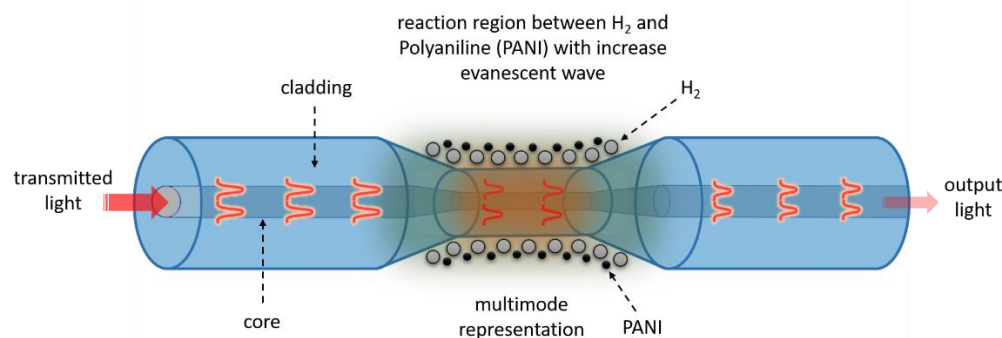 reaction region between H₂ and
Polyaniline (PANI) with increase
evanescent wave
cladding
H₂
transmitted
light
output
light
core
multimode
representation
PANI